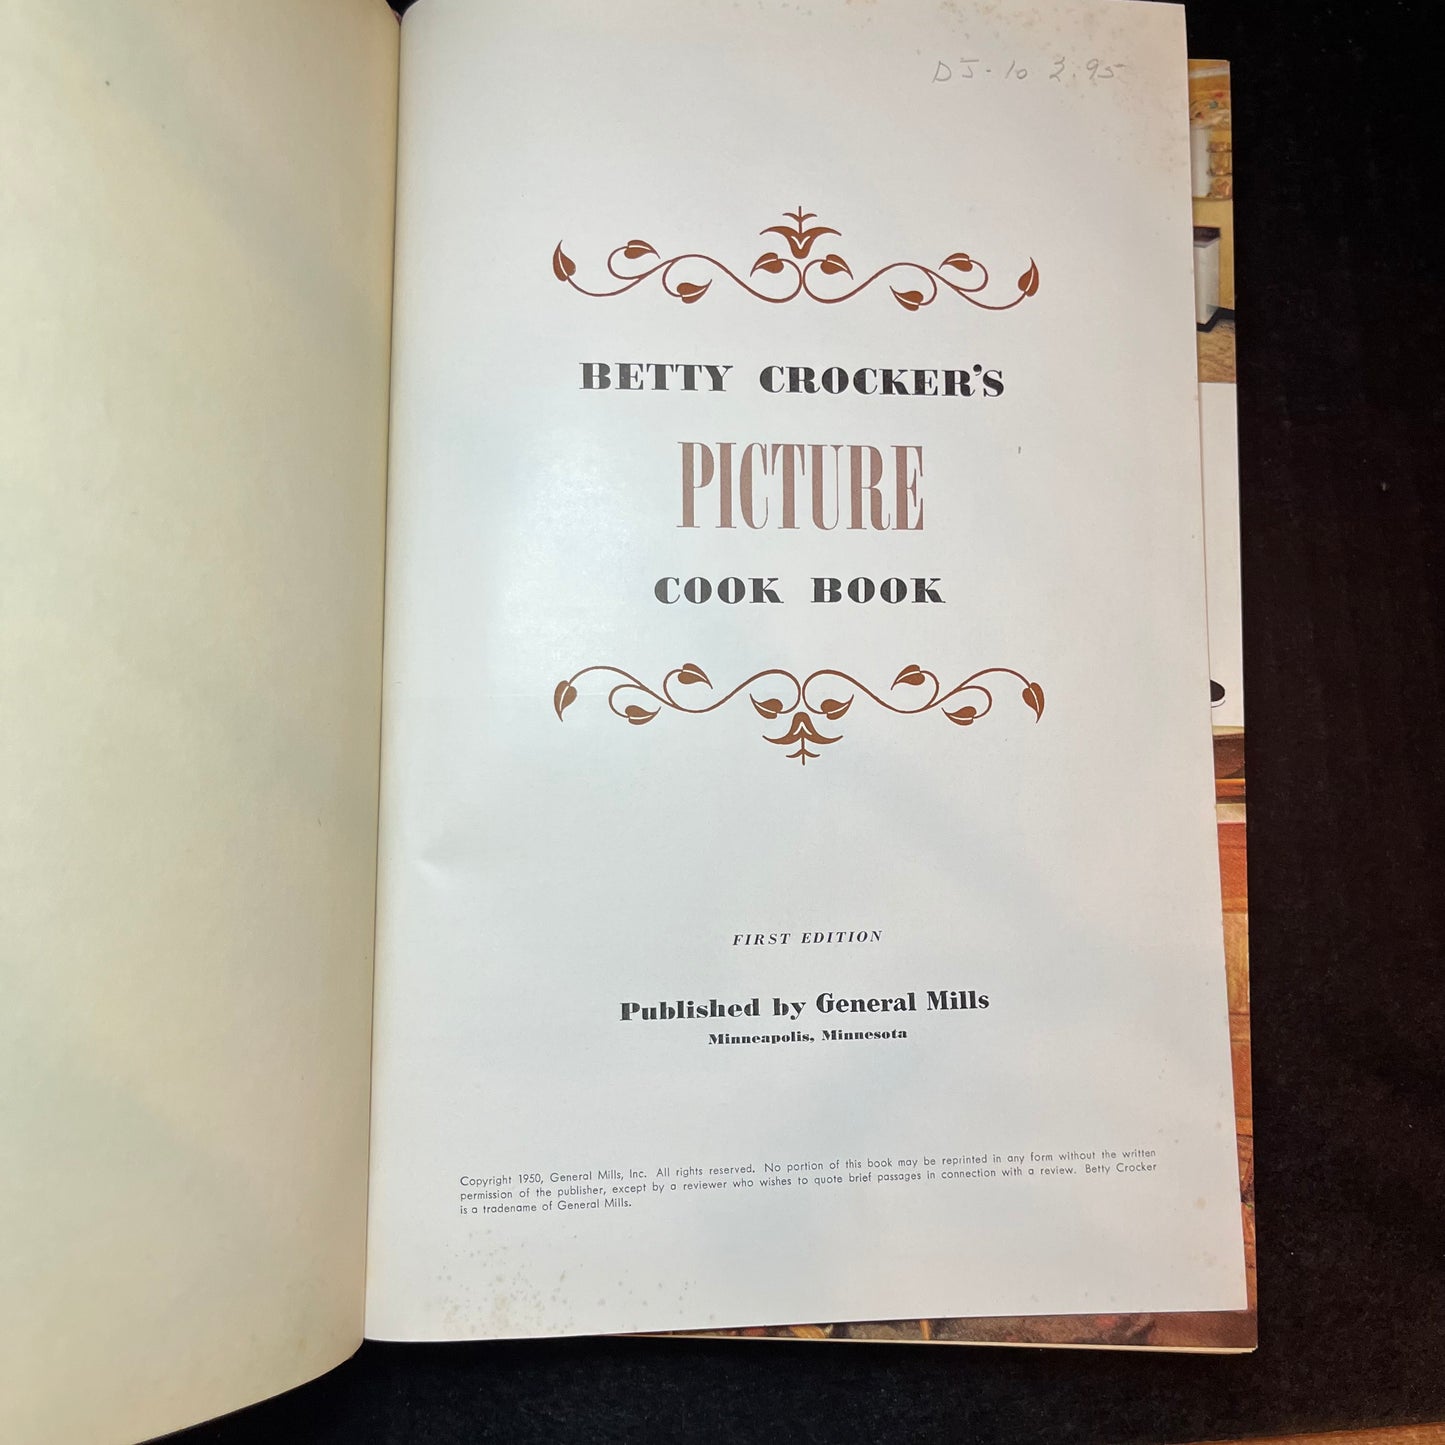 DJ-10 3.95
BETTY CROCKER'S
PICTURE
COOK BOOK
FIRST EDITION
Published by General Mills
Minneapolis, Minnesota
Copyright 1950, General Mills, Inc. All rights reserved. No portion of this book may be reprinted in any form without the written
permission of the publisher, except by a reviewer who wishes to quote brief passages in connection with a review. Betty Crocker
is a tradename of General Mills.